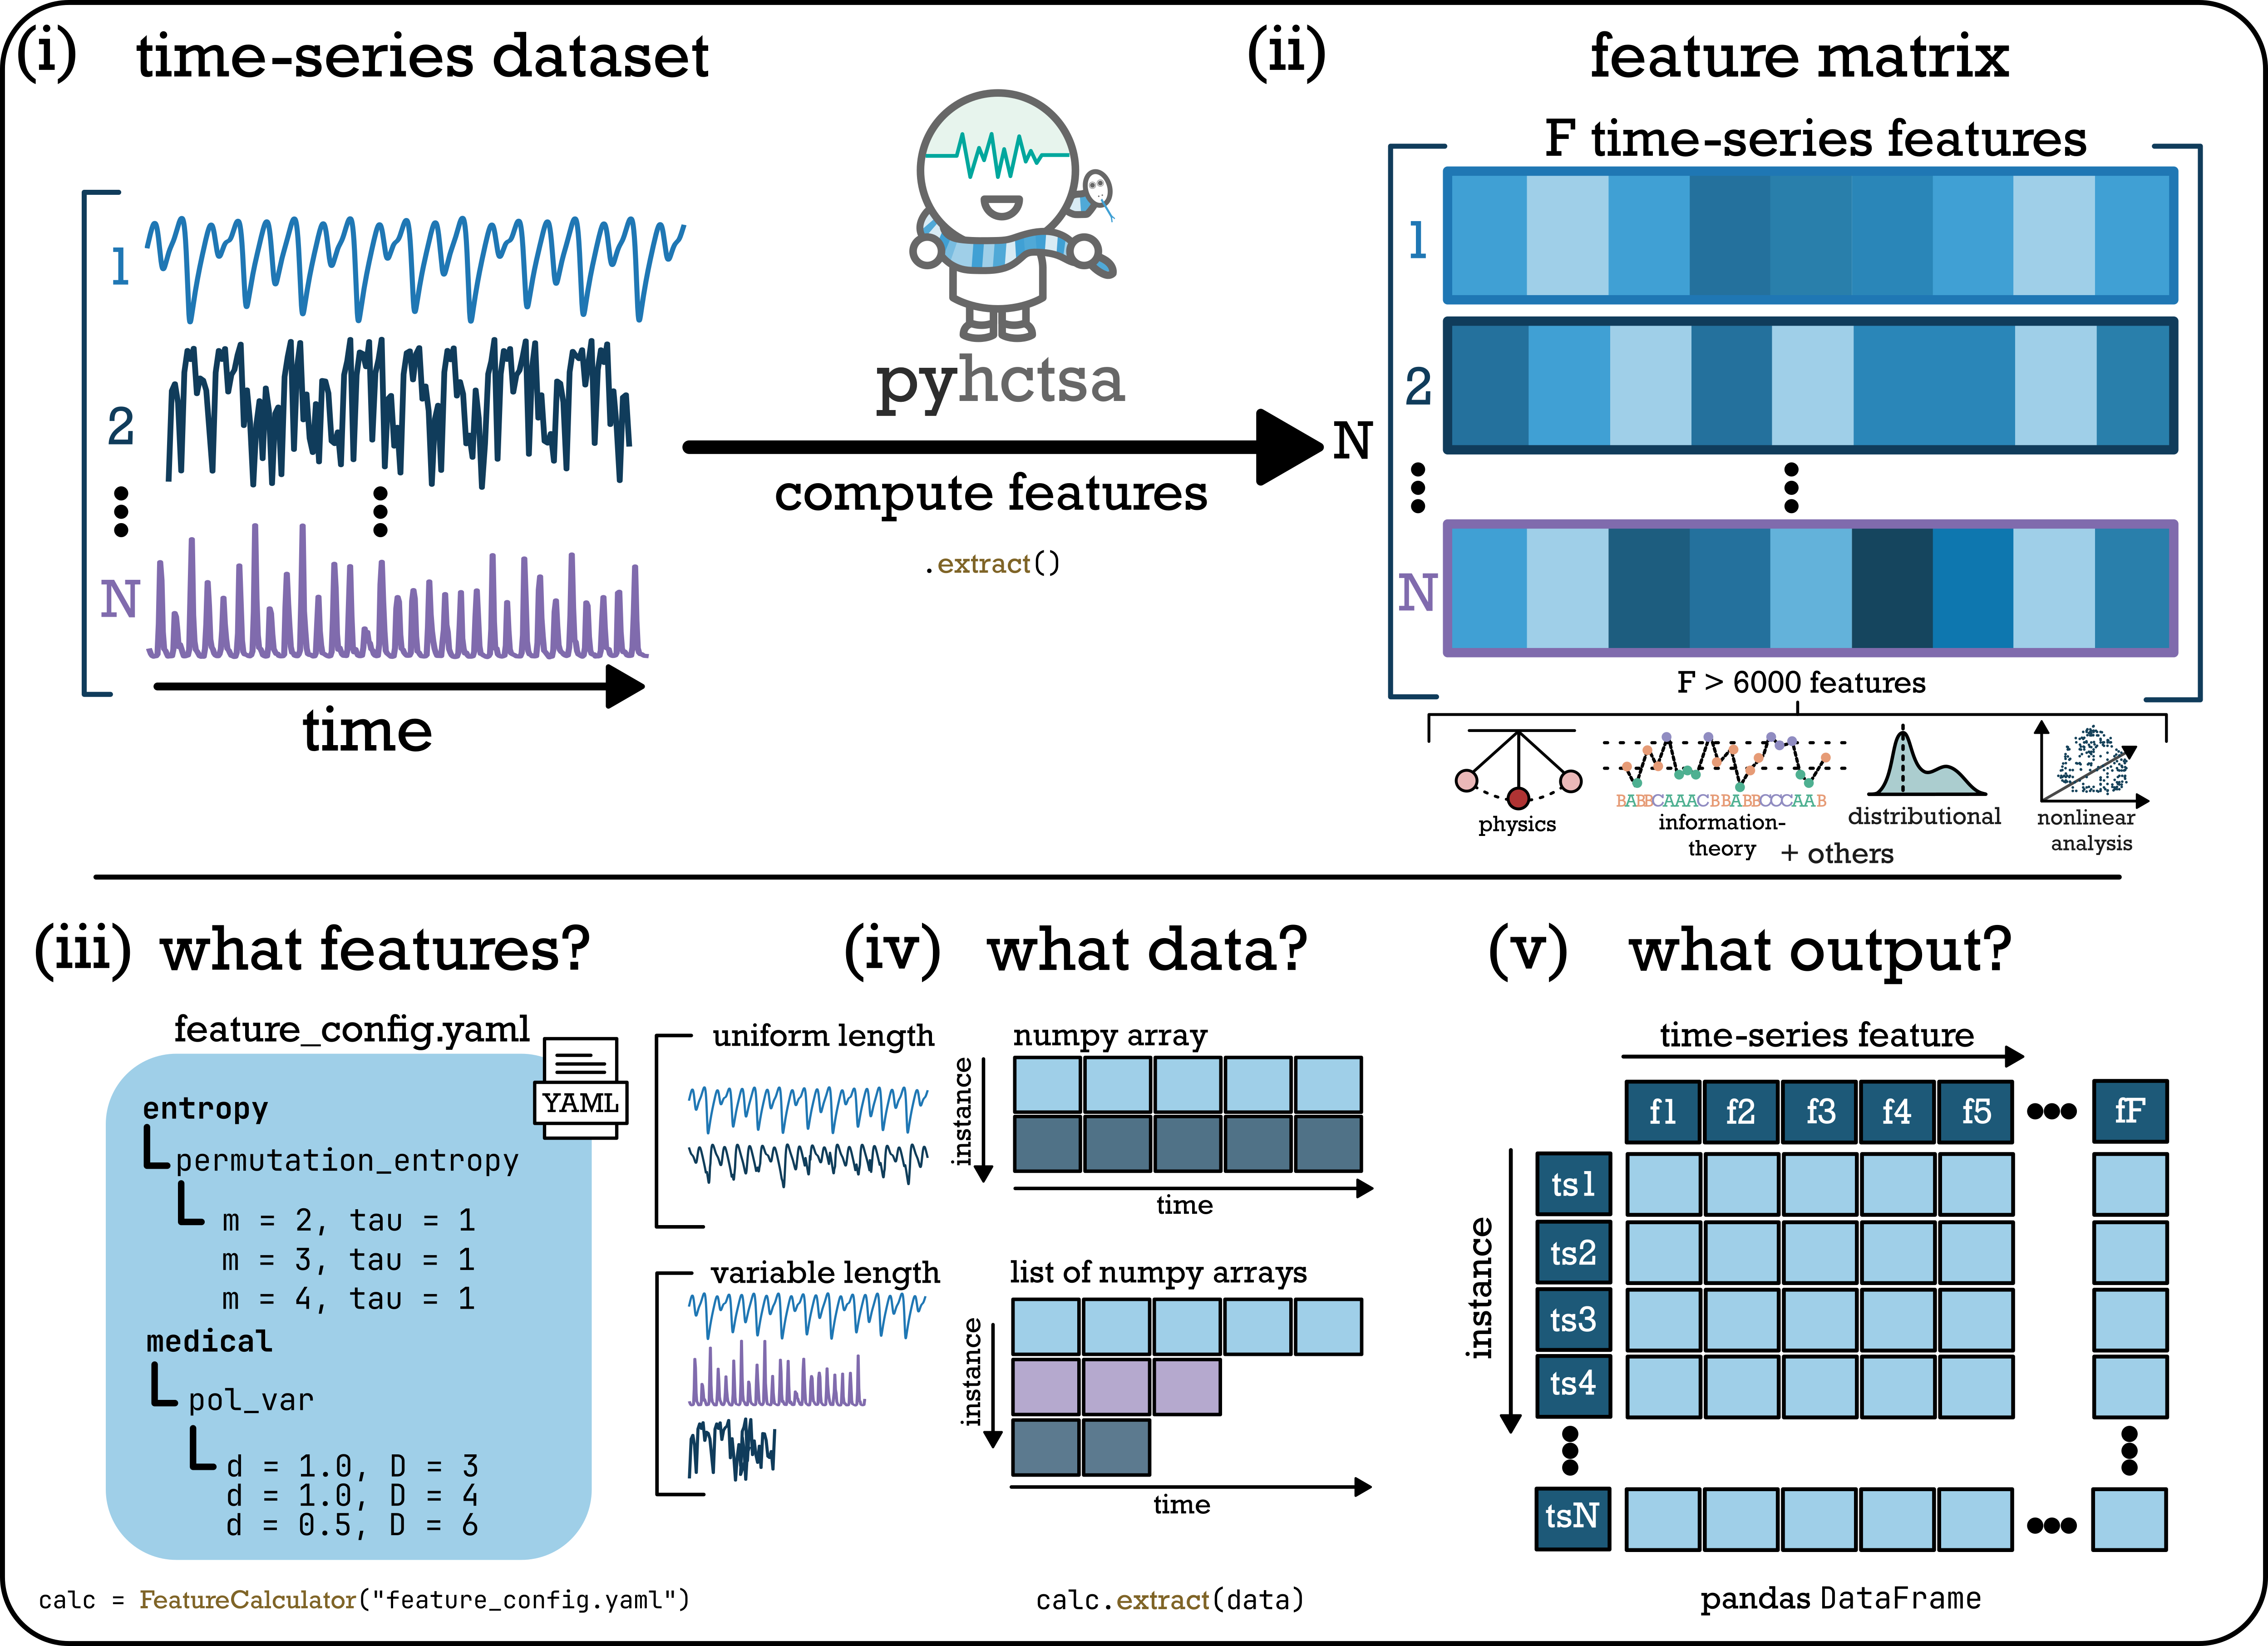 (i) time-series dataset
1
2
N
time
pyhctsa
compute features
.extract()
(ii) feature matrix
F time-series features
N
1
2
N
F > 6000 features
physics
BABBCAAACBBABBCCCAAB
information-
theory
distributional
nonlinear
analysis
+ others
(iii) what features?
feature_config.yaml
YAML
entropy
permutation_entropy
m = 2, tau = 1
m = 3, tau = 1
m = 4, tau = 1
medical
pol_var
d = 1.0, D = 3
d = 1.0, D = 4
d = 0.5, D = 6
calc = FeatureCalculator("feature_config.yaml")
(iv) what data?
uniform length
numpy array
instance
time
variable length
list of numpy arrays
instance
time
calc.extract(data)
(v) what output?
time-series feature
f1 f2 f3 f4 f5 fF
instance
ts1
ts2
ts3
ts4
tsN
pandas DataFrame